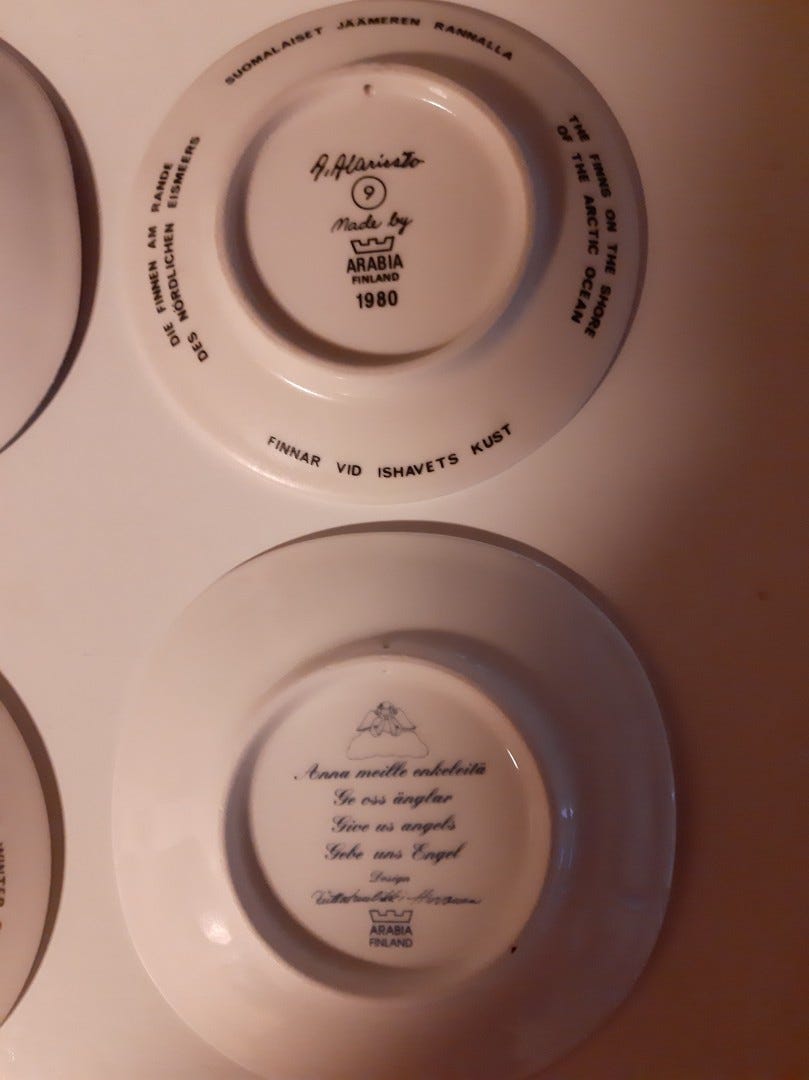 SUOMALAISET JÄÄMEREN RANNALLA
THE FINNS ON THE SHORE
OF THE ARCTIC OCEAN
FINNAR VID ISHAVETS KUST
DIE FINNEN AM RANDE
DES NÖRDLICHEN EISMEERS
A. Alariesto
9
Made by
ARABIA
FINLAND
1980
Anna meille enkeleitä
Ge oss änglar
Give us angels
Gebe uns Engel
Design
ARABIA
FINLAND
WINTER